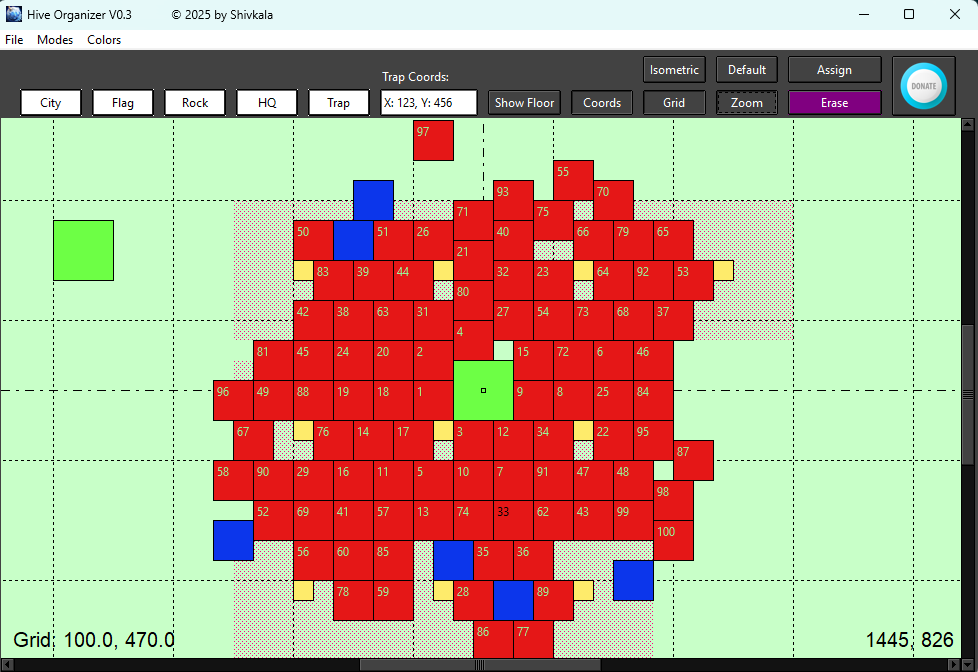 Hive Organizer V0.3 © 2025 by Shivkala
File Modes Colors
Trap Coords:
Isometric Default Assign
City Flag Rock HQ Trap X: 123, Y: 456 Show Floor Coords Grid Zoom Erase
DONATE
97
55
93 70
71 75
50 51 26 40 66 79 65
21
83 39 44 32 23 64 92 53
80
42 38 63 31 27 54 73 68 37
4
81 45 24 20 2 15 72 6 46
96 49 88 19 18 1 9 8 25 84
67 76 14 17 3 12 34 22 95
87
58 90 29 16 11 5 10 7 91 47 48
98
52 69 41 57 13 74 33 62 43 99
100
56 60 85 35 36
78 59 28 89
86 77
Grid: 100.0, 470.0 1445, 826